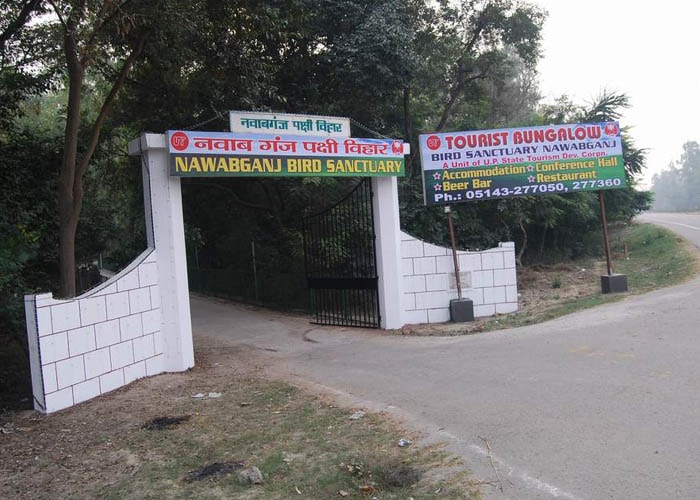 नवाबगंज पक्षी विहार
नवाब गंज पक्षी विहार
NAWABGANJ BIRD SANCTUARY
TOURIST BUNGALOW
BIRD SANCTUARY NAWABGANJ
A Unit of U.P. State Tourism Dev. Corpn.
Accommodation Conference Hall
Beer Bar Restaurant
Ph.: 05143-277050, 277360